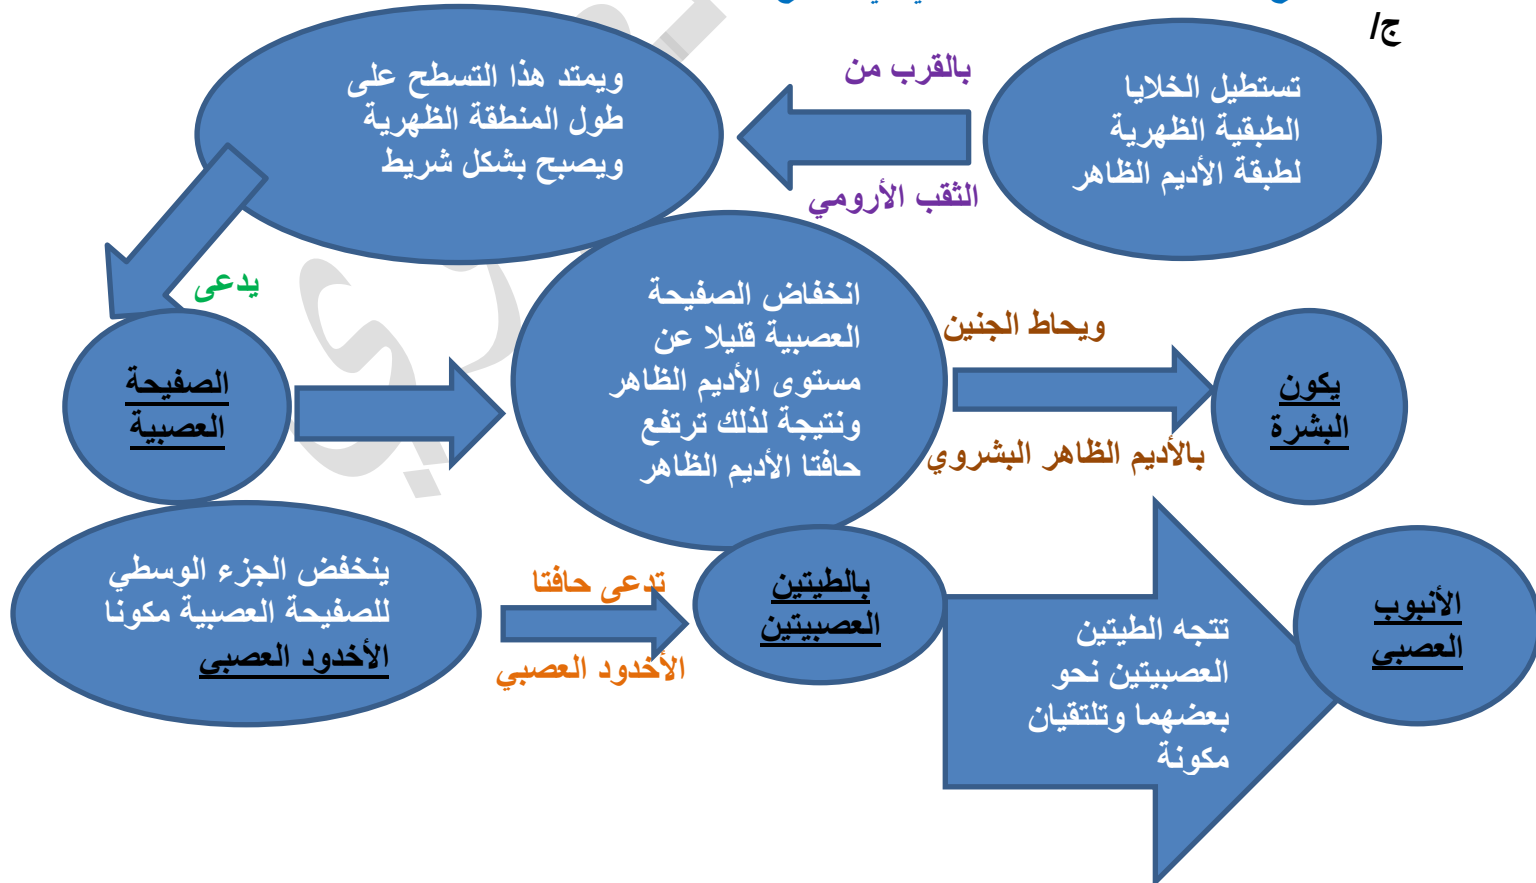 ج/
تستطيل الخلايا
الطبقية الظهرية
لطبقة الأديم الظاهر
بالقرب من
الثقب الأرومي
ويمتد هذا التسطح على
طول المنطقة الظهرية
ويصبح بشكل شريط
يدعى
الصفيحة
العصبية
انخفاض الصفيحة
العصبية قليلا عن
مستوى الأديم الظاهر
ونتيجة لذلك ترتفع
حافتا الأديم الظاهر
ويحاط الجنين
بالأديم الظاهر البشروي
يكون
البشرة
ينخفض الجزء الوسطي
للصفيحة العصبية مكونا
الأخدود العصبي
تدعى حافتا
الأخدود العصبي
بالطيتين
العصبيتين
تتجه الطيتين
العصبيتين نحو
بعضهما وتلتقيان
مكونة
الأنبوب
العصبي